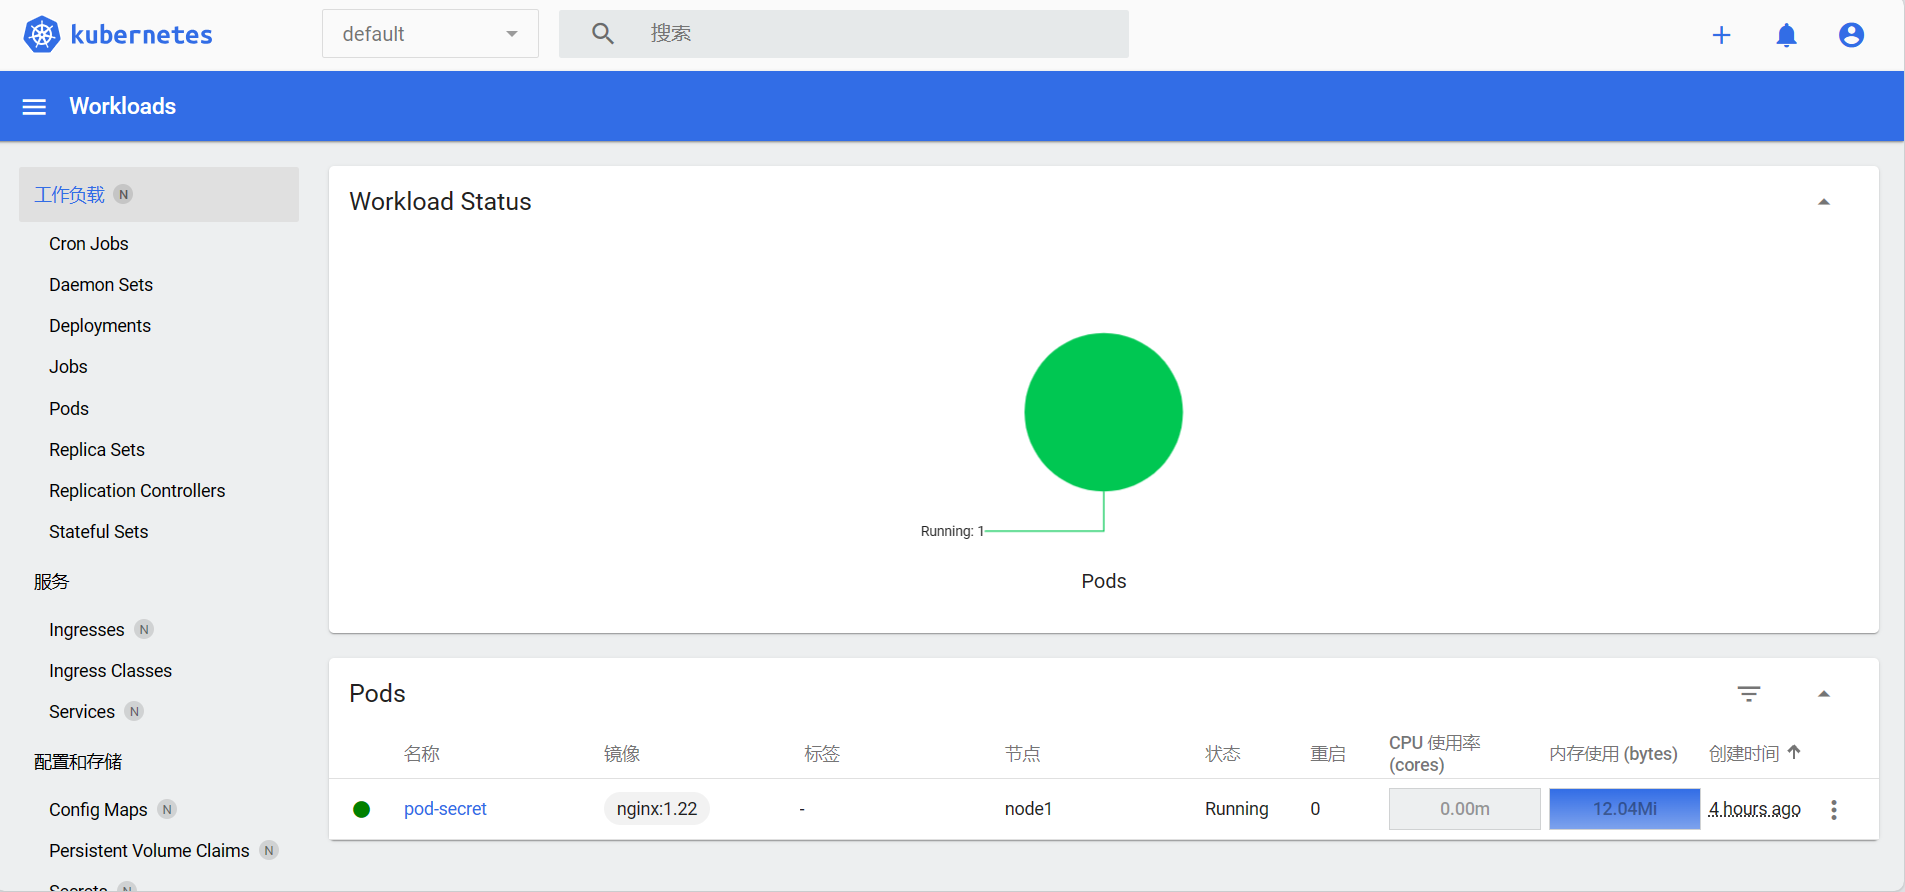 kubernetes
default
搜索
Workloads
工作负载 N
Cron Jobs
Daemon Sets
Deployments
Jobs
Pods
Replica Sets
Replication Controllers
Stateful Sets
服务
Ingresses N
Ingress Classes
Services N
配置和存储
Config Maps N
Persistent Volume Claims N
Secrets N
Workload Status
Running: 1
Pods
Pods
名称 镜像 标签 节点 状态 重启 CPU 使用率 (cores) 内存使用 (bytes) 创建时间
pod-secret nginx:1.22 - node1 Running 0 0.00m 12.04Mi 4 hours ago